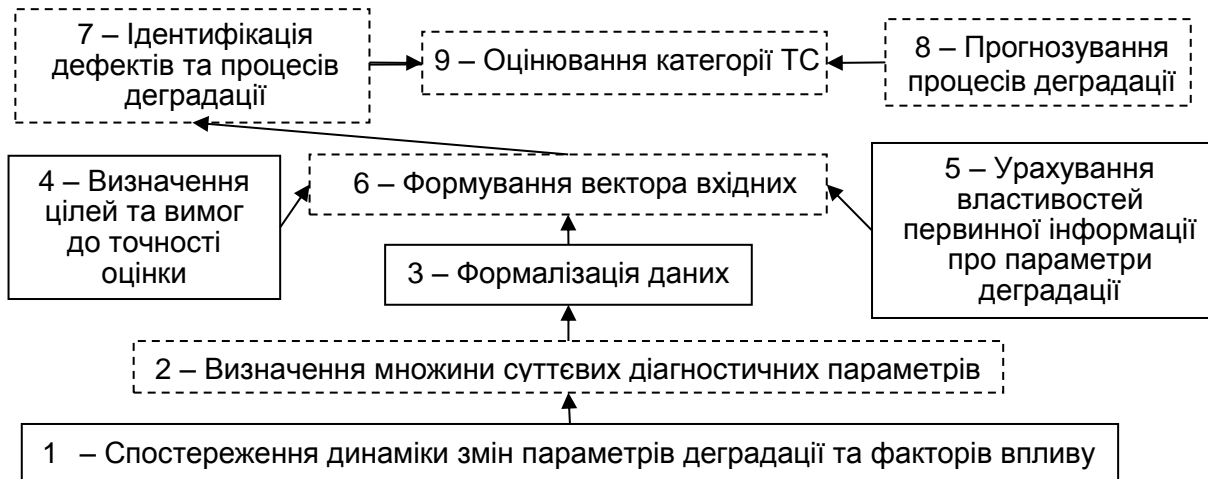 7 – Ідентифікація
дефектів та процесів
деградації
9 – Оцінювання категорії ТС
8 – Прогнозування
процесів деградації
4 – Визначення
цілей та вимог
до точності
оцінки
6 – Формування вектора вхідних
5 – Урахування
властивостей
первинної інформації
про параметри
деградації
3 – Формалізація даних
2 – Визначення множини суттєвих діагностичних параметрів
1 – Спостереження динаміки змін параметрів деградації та факторів впливу